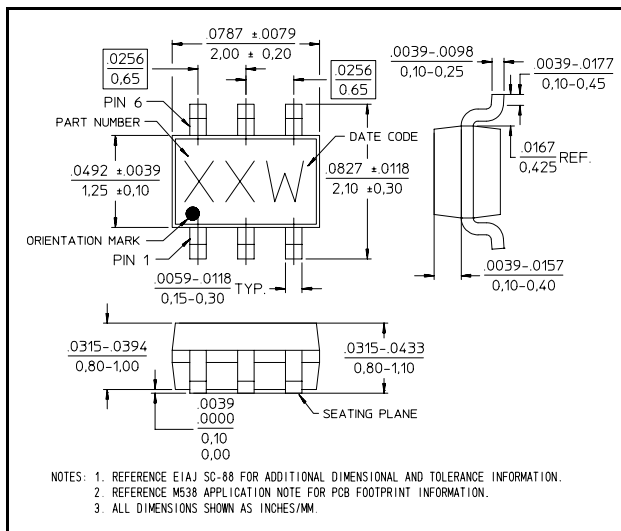 .0787 ±.0079
2,00 ± 0,20
.0256
0,65
.0256
0,65
.0039-.0098
0,10-0,25
.0039-.0177
0,10-0,45
PIN 6
PART NUMBER
DATE CODE
.0167
0,425
REF.
.0492 ±.0039
1,25 ±0,10
XXW
.0827 ±.0118
2,10 ±0,30
ORIENTATION MARK
PIN 1
.0059-.0118
0,15-0,30
TYP.
.0039-.0157
0,10-0,40
.0315-.0394
0,80-1,00
.0315-.0433
0,80-1,10
.0039
.0000
0,10
0,00
SEATING PLANE
NOTES: 1. REFERENCE EIAJ SC-88 FOR ADDITIONAL DIMENSIONAL AND TOLERANCE INFORMATION.
2. REFERENCE M538 APPLICATION NOTE FOR PCB FOOTPRINT INFORMATION.
3. ALL DIMENSIONS SHOWN AS INCHES/MM.